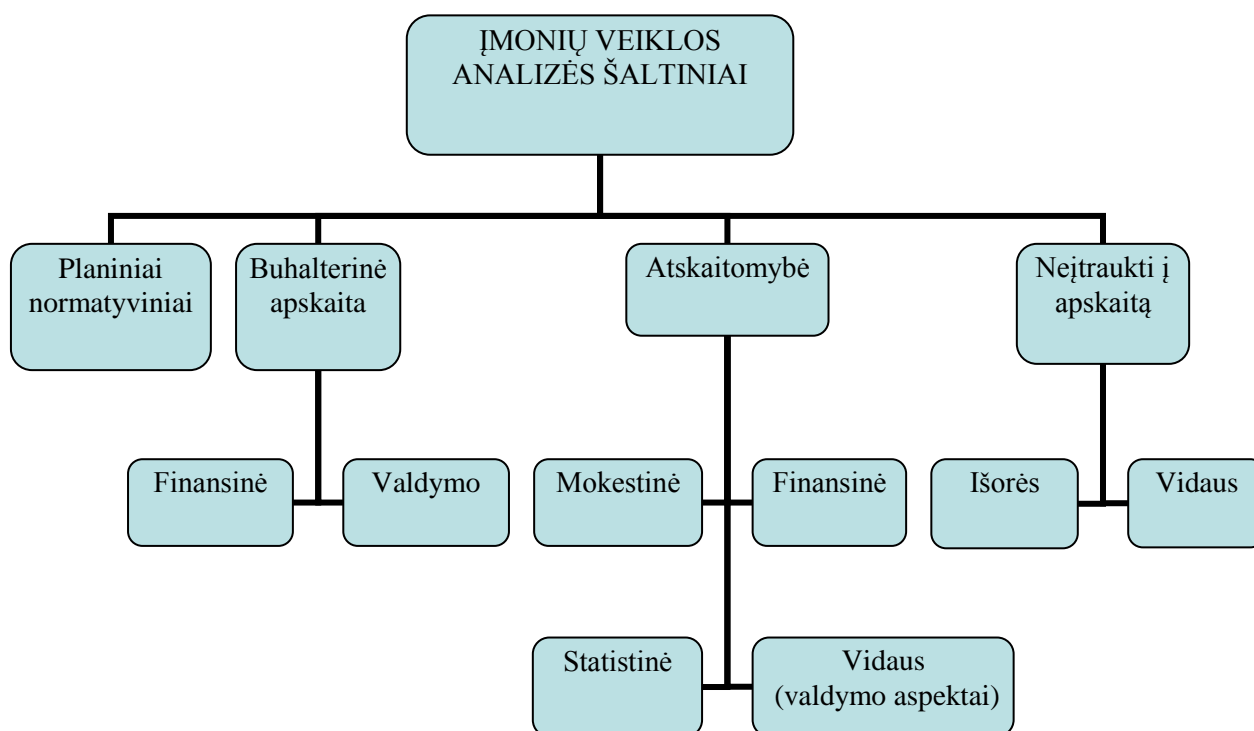 ĮMONIŲ VEIKLOS
ANALIZĖS ŠALTINIAI
Planiniai
normatyviniai
Buhalterinė
apskaita
Atskaitomybė
Neįtraukti į
apskaitą
Finansinė
Valdymo
Mokestinė
Finansinė
Išorės
Vidaus
Statistinė
Vidaus
(valdymo aspektai)